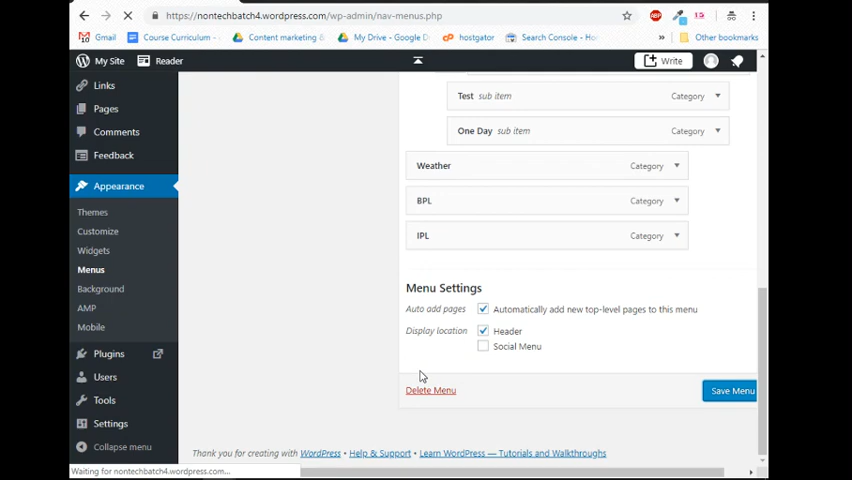 https://nontechbatch4.wordpress.com/wp-admin/nav-menus.php
Gmail Course Curriculum - Content marketing & My Drive - Google D hostgator Search Console - Ho » Other bookmarks
My Site Reader Write
Links
Pages
Comments
Feedback
Appearance
Themes
Customize
Widgets
Menus
Background
AMP
Mobile
Plugins
Users
Tools
Settings
Collapse menu
Test sub item Category
One Day sub item Category
Weather Category
BPL Category
IPL Category
Menu Settings
Auto add pages Automatically add new top-level pages to this menu
Display location Header
Social Menu
Delete Menu Save Menu
Thank you for creating with WordPress • Help & Support • Learn WordPress — Tutorials and Walkthroughs
Waiting for nontechbatch4.wordpress.com...